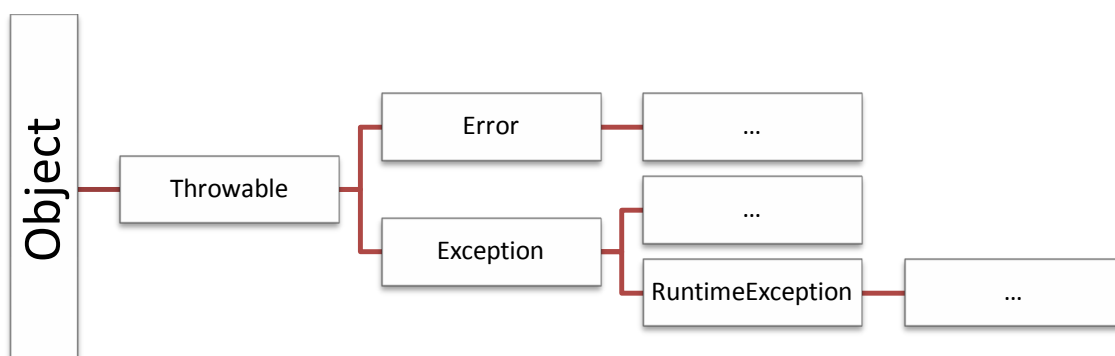 Object
Throwable
Error
...
Exception
...
RuntimeException
...